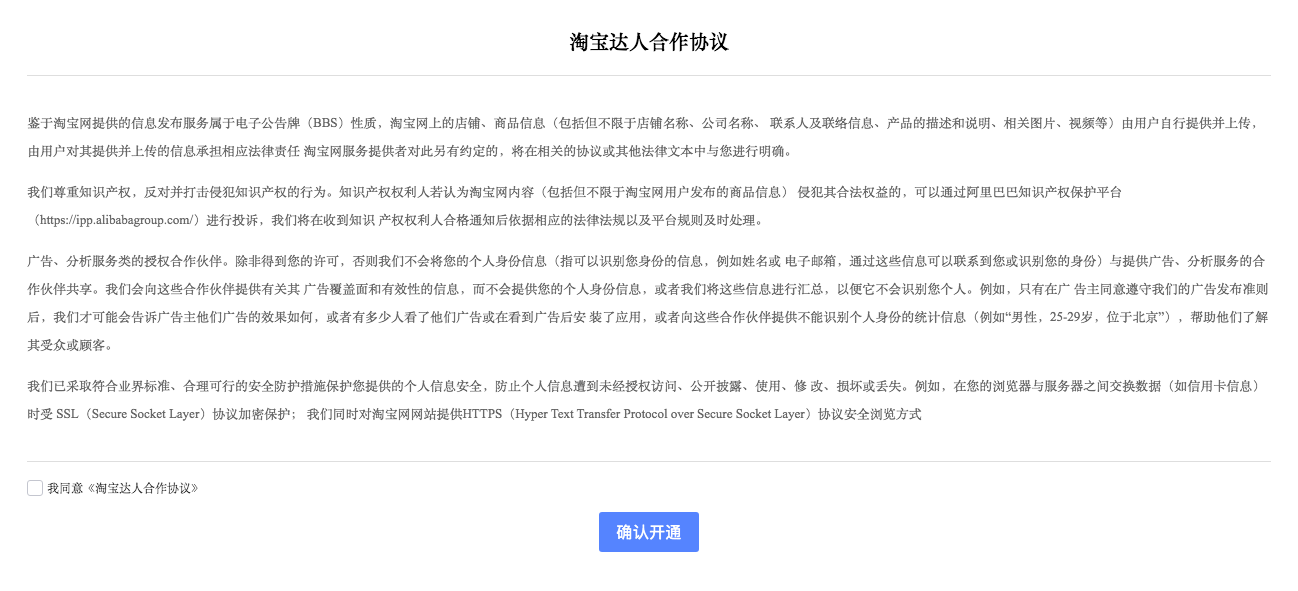 淘宝达人合作协议
鉴于淘宝网提供的信息发布服务属于电子公告牌（BBS）性质，淘宝网上的店铺、商品信息（包括但不限于店铺名称、公司名称、 联系人及联络信息、产品的描述和说明、相关图片、视频等）由用户自行提供并上传，
由用户对其提供并上传的信息承担相应法律责任 淘宝网服务提供者对此另有约定的，将在相关的协议或其他法律文本中与您进行明确。
我们尊重知识产权，反对并打击侵犯知识产权的行为。知识产权权利人若认为淘宝网内容（包括但不限于淘宝网用户发布的商品信息） 侵犯其合法权益的，可以通过阿里巴巴知识产权保护平台
（https://ipp.alibabagroup.com/）进行投诉，我们将在收到知识 产权权利人合格通知后依据相应的法律法规以及平台规则及时处理。
广告、分析服务类的授权合作伙伴。除非得到您的许可，否则我们不会将您的个人身份信息（指可以识别您身份的信息，例如姓名或 电子邮箱，通过这些信息可以联系到您或识别您的身份）与提供广告、分析服务的合
作伙伴共享。我们会向这些合作伙伴提供有关其 广告覆盖面和有效性的信息，而不会提供您的个人身份信息，或者我们将这些信息进行汇总，以便它不会识别您个人。例如，只有在广 告主同意遵守我们的广告发布准则
后，我们才可能会告诉广告主他们广告的效果如何，或者有多少人看了他们广告或在看到广告后安 装了应用，或者向这些合作伙伴提供不能识别个人身份的统计信息（例如“男性，25-29岁，位于北京”），帮助他们了解
其受众或顾客。
我们已采取符合业界标准、合理可行的安全防护措施保护您提供的个人信息安全，防止个人信息遭到未经授权访问、公开披露、使用、修 改、损坏或丢失。例如，在您的浏览器与服务器之间交换数据（如信用卡信息）
时受 SSL（Secure Socket Layer）协议加密保护； 我们同时对淘宝网网站提供HTTPS（Hyper Text Transfer Protocol over Secure Socket Layer）协议安全浏览方式
我同意《淘宝达人合作协议》
确认开通